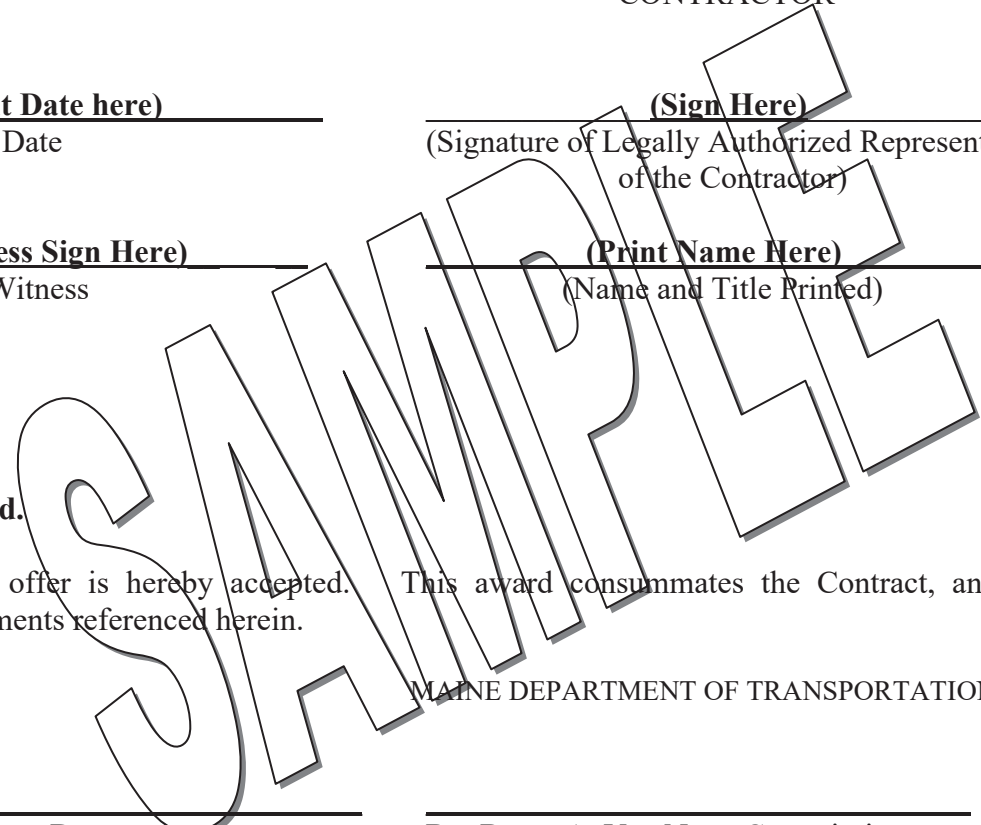 CONTRACTOR
t Date here) (Sign Here)
Date (Signature of Legally Authorized Represent
of the Contractor)
ess Sign Here) (Print Name Here)
Witness (Name and Title Printed)
SAMPLE
d.
offer is hereby accepted. This award consummates the Contract, an
ments referenced herein.
MAINE DEPARTMENT OF TRANSPORTATION